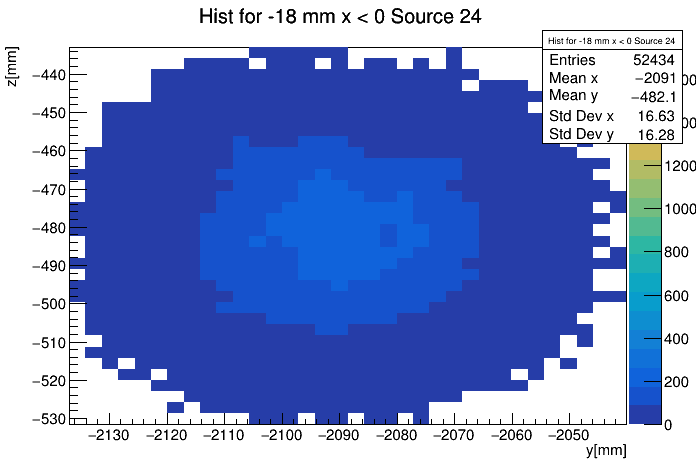 Hist for -18 mm x < 0 Source 24
z[mm]
Hist for -18 mm x < 0 Source 24
Entries 52434
Mean x −2091
Mean y −482.1
Std Dev x 16.63
Std Dev y 16.28
−440
−450
−460
−470
−480
−490
−500
−510
−520
−530
1200
1000
800
600
400
200
0
−2130 −2120 −2110 −2100 −2090 −2080 −2070 −2060 −2050
y[mm]